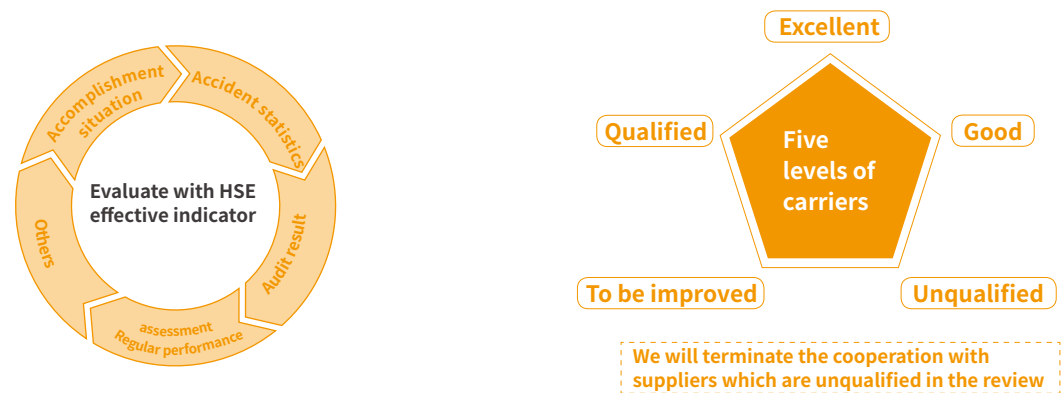 Accomplishment
situation
Accident statistics
Audit result
assessment
Regular performance
Others
Evaluate with HSE
effective indicator
Excellent
Qualified
Good
Five
levels of
carriers
To be improved
Unqualified
We will terminate the cooperation with
suppliers which are unqualified in the review